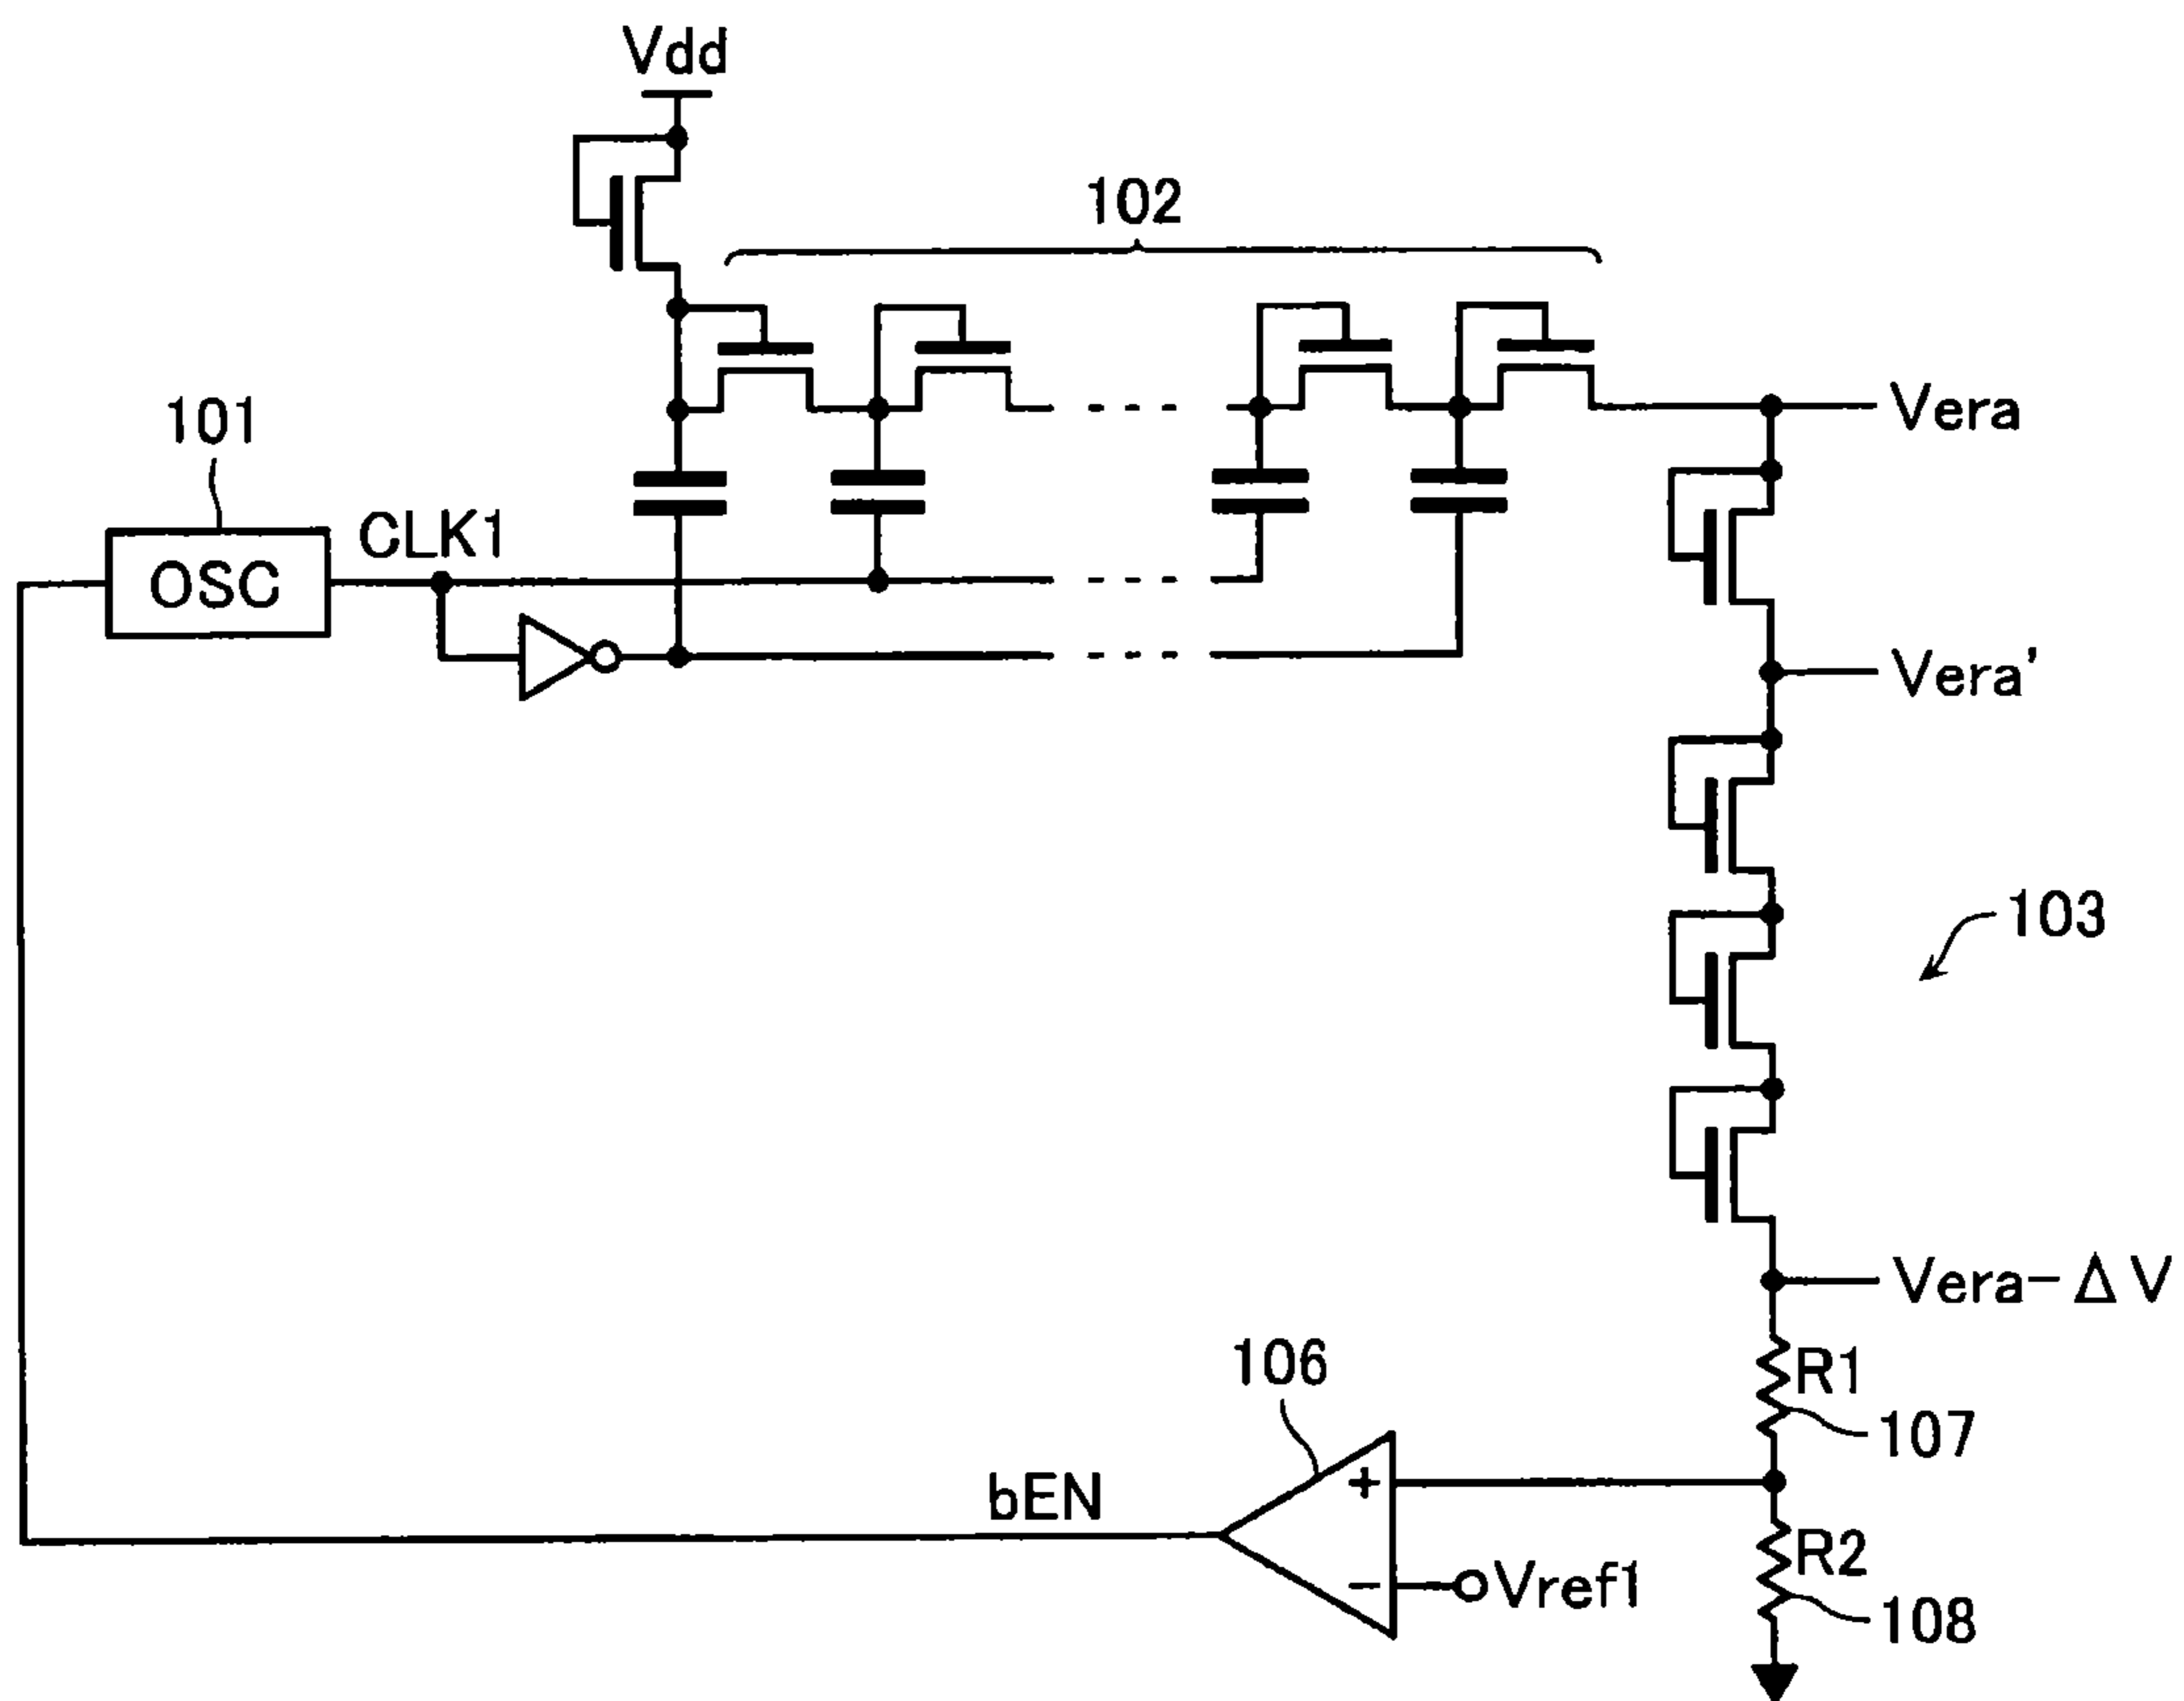 Vdd
102
101
CLK1
OSC
Vera
Vera'
103
Vera-ΔV
106
R1
107
bEN
+
-
Vref1
R2
108